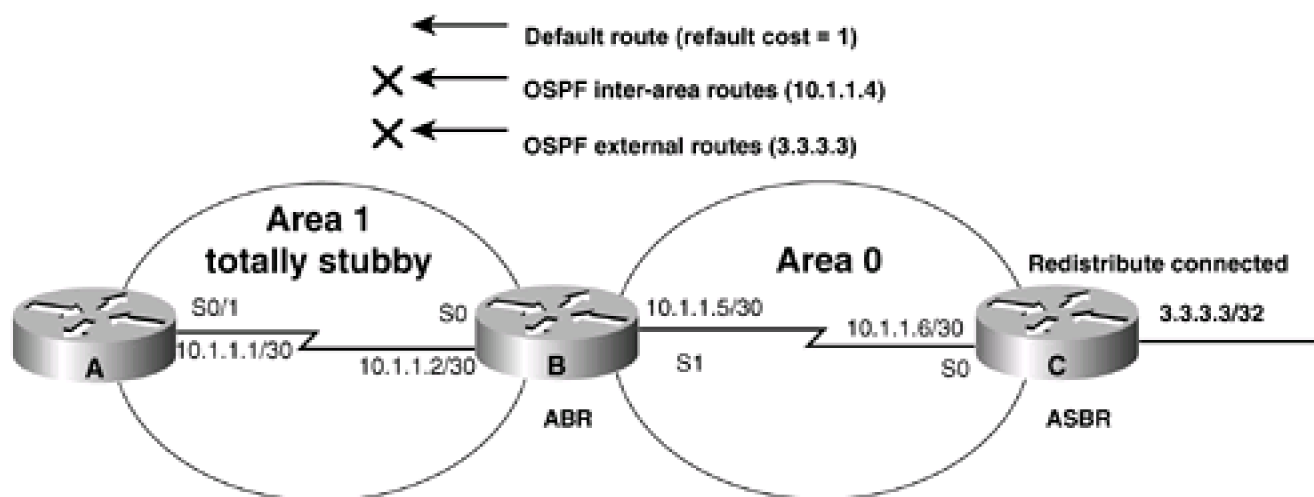 Default route (refault cost = 1)
OSPF inter-area routes (10.1.1.4)
OSPF external routes (3.3.3.3)
Area 1
totally stubby
Area 0
Redistribute connected
S0/1
S0
10.1.1.5/30
10.1.1.6/30
3.3.3.3/32
10.1.1.1/30
10.1.1.2/30
S1
S0
A
B
C
ABR
ASBR